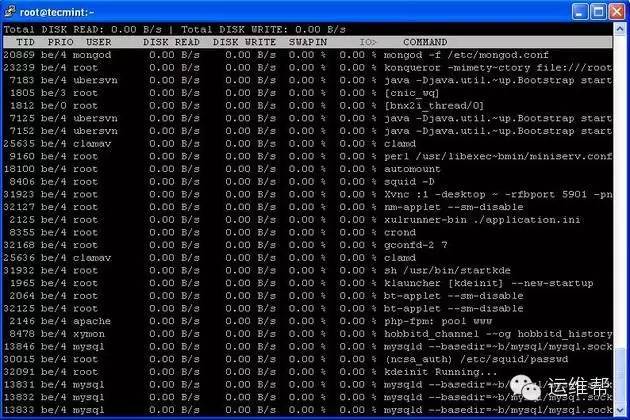 root@tecmint:~
Total DISK READ: 0.00 B/s | Total DISK WRITE: 0.00 B/s
TID PRIO USER DISK READ DISK WRITE SWAPIN IO> COMMAND
20869 be/4 mongod 0.00 B/s 0.00 B/s 0.00 % 0.00 % mongod -f /etc/mongod.conf
23239 be/4 root 0.00 B/s 0.00 B/s 0.00 % 0.00 % konqueror -mimety~ctory file:///root
7183 be/4 ubersvn 0.00 B/s 0.00 B/s 0.00 % 0.00 % java -Djava.util.~up.Bootstrap start
1805 be/3 root 0.00 B/s 0.00 B/s 0.00 % 0.00 % [cnic_wq]
1812 be/0 root 0.00 B/s 0.00 B/s 0.00 % 0.00 % [bnx2i_thread/0]
7125 be/4 ubersvn 0.00 B/s 0.00 B/s 0.00 % 0.00 % java -Djava.util.~up.Bootstrap start
7152 be/4 ubersvn 0.00 B/s 0.00 B/s 0.00 % 0.00 % java -Djava.util.~up.Bootstrap start
25635 be/4 clamav 0.00 B/s 0.00 B/s 0.00 % 0.00 % clamd
9160 be/4 root 0.00 B/s 0.00 B/s 0.00 % 0.00 % perl /usr/libexec~bmin/miniserv.conf
18100 be/4 root 0.00 B/s 0.00 B/s 0.00 % 0.00 % automount
8406 be/4 root 0.00 B/s 0.00 B/s 0.00 % 0.00 % squid -D
31923 be/4 root 0.00 B/s 0.00 B/s 0.00 % 0.00 % Xvnc :1 -desktop ~ -rfbport 5901 -pn
32127 be/4 root 0.00 B/s 0.00 B/s 0.00 % 0.00 % nm-applet --sm-disable
2125 be/4 root 0.00 B/s 0.00 B/s 0.00 % 0.00 % xulrunner-bin ./application.ini
8355 be/4 root 0.00 B/s 0.00 B/s 0.00 % 0.00 % crond
32168 be/4 root 0.00 B/s 0.00 B/s 0.00 % 0.00 % gconfd-2 7
25636 be/4 clamav 0.00 B/s 0.00 B/s 0.00 % 0.00 % clamd
31932 be/4 root 0.00 B/s 0.00 B/s 0.00 % 0.00 % sh /usr/bin/startkde
1965 be/4 root 0.00 B/s 0.00 B/s 0.00 % 0.00 % klauncher [kdeinit] --new-startup
2064 be/4 root 0.00 B/s 0.00 B/s 0.00 % 0.00 % bt-applet --sm-disable
32125 be/4 root 0.00 B/s 0.00 B/s 0.00 % 0.00 % bt-applet --sm-disable
2146 be/4 apache 0.00 B/s 0.00 B/s 0.00 % 0.00 % php-fpm: pool www
8478 be/4 xymon 0.00 B/s 0.00 B/s 0.00 % 0.00 % hobbitd_channel --og hobbitd_history
13846 be/4 mysql 0.00 B/s 0.00 B/s 0.00 % 0.00 % mysqld --basedir=~b/mysql/mysql.sock
30015 be/4 root 0.00 B/s 0.00 B/s 0.00 % 0.00 % (ncsa_auth) /etc/squid/passwd
32091 be/4 root 0.00 B/s 0.00 B/s 0.00 % 0.00 % kdeinit Running...
13831 be/4 mysql 0.00 B/s 0.00 B/s 0.00 % 0.00 % mysqld --basedir=~b/mysql/mysql.sock
13832 be/4 mysql 0.00 B/s 0.00 B/s 0.00 % 0.00 % mysqld --basedir=~b/mysql/mysql.sock
13833 be/4 mysql 0.00 B/s 0.00 B/s 0.00 % 0.00 % mysqld --basedir=~b/mysql/mysql.sock
运维帮